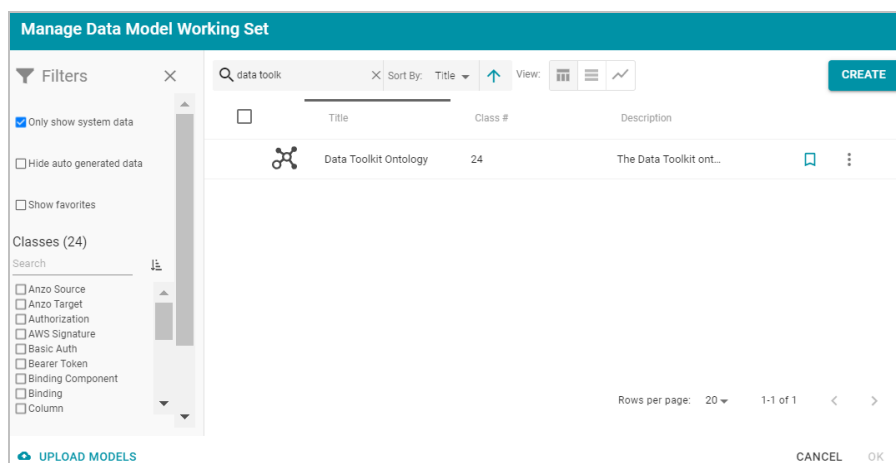 Manage Data Model Working Set
Filters
data toolk Sort By: Title View: CREATE
Only show system data
Hide auto generated data
Show favorites
Classes (24)
Search
Anzo Source
Anzo Target
Authorization
AWS Signature
Basic Auth
Bearer Token
Binding Component
Binding
Column
Title Class # Description
Data Toolkit Ontology 24 The Data Toolkit ont...
Rows per page: 20 1-1 of 1
UPLOAD MODELS CANCEL OK